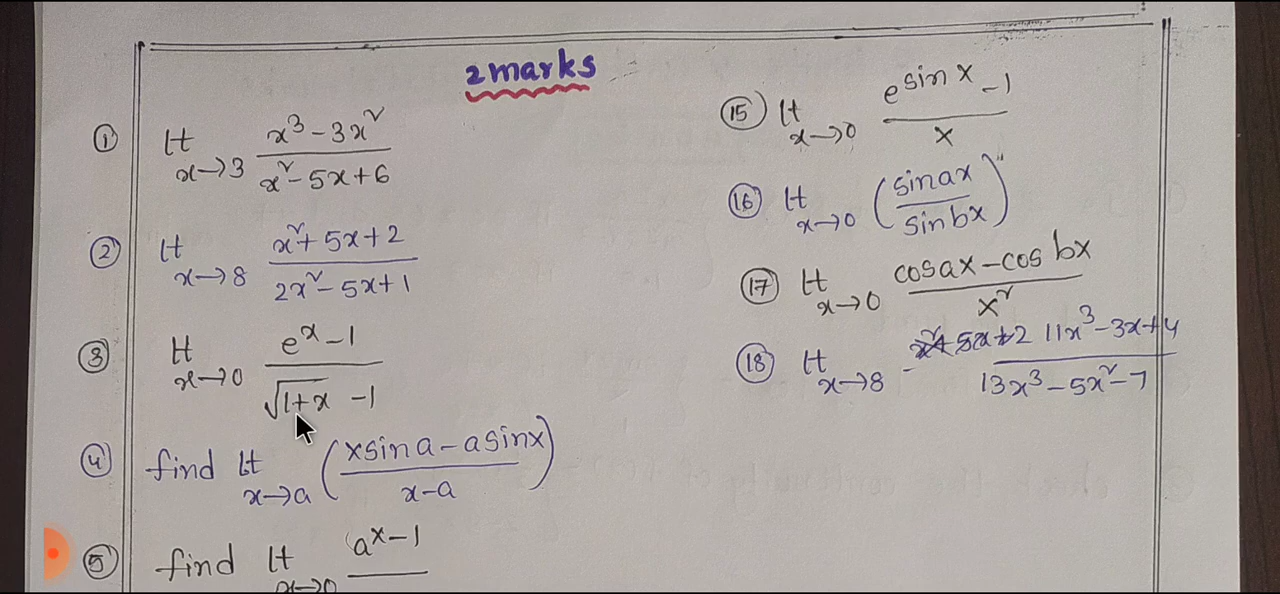 2 marks
① lt x→3 x³-3x² / x²-5x+6
② lt x→8 x²+5x+2 / 2x²-5x+1
③ lt x→0 eˣ-1 / √1+x -1
④ find lt x→a (x sin a - a sin x / x-a)
⑤ find lt x→0 aˣ-1
⑮ lt x→0 e^sin x -1 / x
⑯ lt x→0 (sin ax / sin bx)
⑰ lt x→0 cos ax - cos bx / x²
⑱ lt x→8 11x³-3x+4 / 13x³-5x²-7